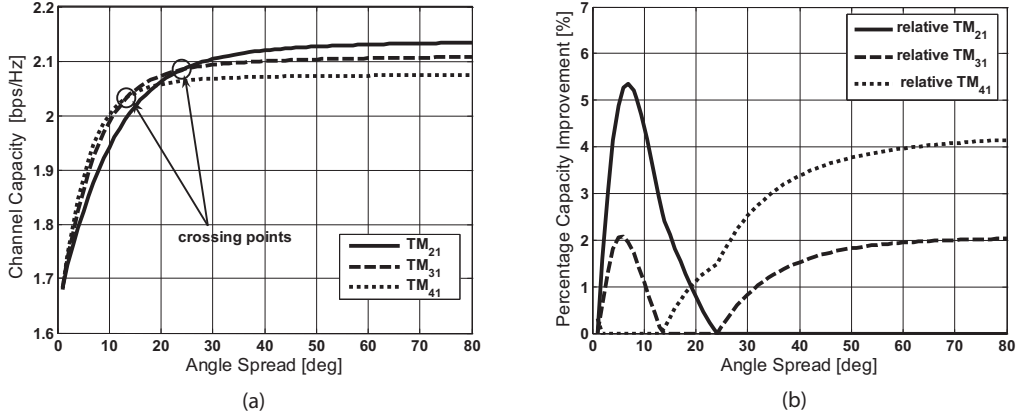 Channel Capacity [bps/Hz]
2.2
2.1
2
1.9
1.8
1.7
1.6
crossing points
TM21
TM31
TM41
0 10 20 30 40 50 60 70 80
Angle Spread [deg]
(a)
Percentage Capacity Improvement [%]
7
6
5
4
3
2
1
0
relative TM21
relative TM31
relative TM41
0 10 20 30 40 50 60 70 80
Angle Spread [deg]
(b)